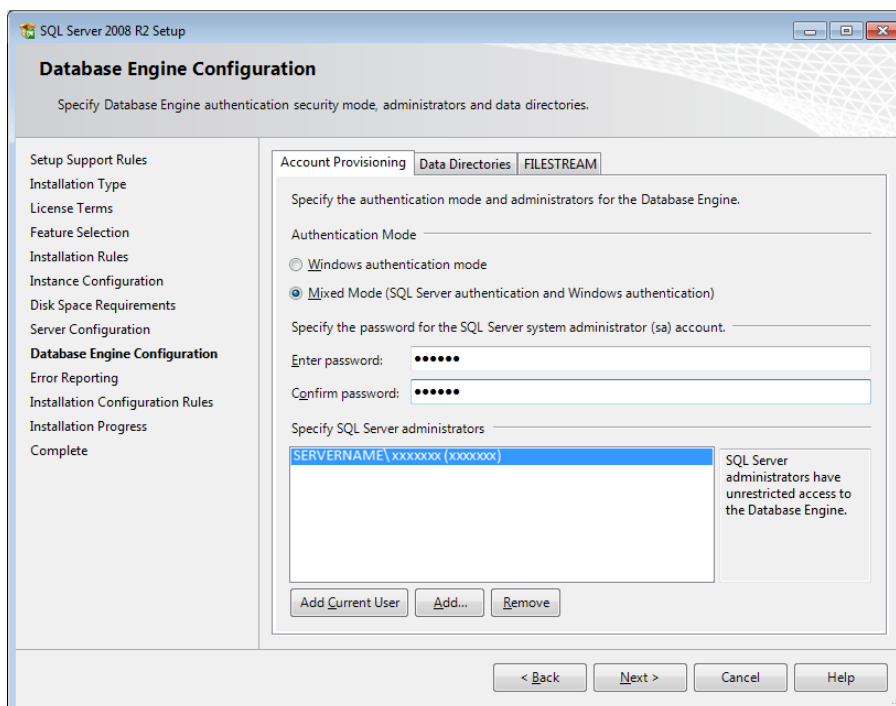 SQL Server 2008 R2 Setup
Database Engine Configuration
Specify Database Engine authentication security mode, administrators and data directories.
Setup Support Rules
Installation Type
License Terms
Feature Selection
Installation Rules
Instance Configuration
Disk Space Requirements
Server Configuration
Database Engine Configuration
Error Reporting
Installation Configuration Rules
Installation Progress
Complete
Account Provisioning Data Directories FILESTREAM
Specify the authentication mode and administrators for the Database Engine.
Authentication Mode
Windows authentication mode
Mixed Mode (SQL Server authentication and Windows authentication)
Specify the password for the SQL Server system administrator (sa) account.
Enter password: ●●●●●●
Confirm password: ●●●●●●
Specify SQL Server administrators
SERVERNAME\xxxxxxx (xxxxxxx)
SQL Server
administrators have
unrestricted access to
the Database Engine.
Add Current User Add... Remove
< Back Next > Cancel Help